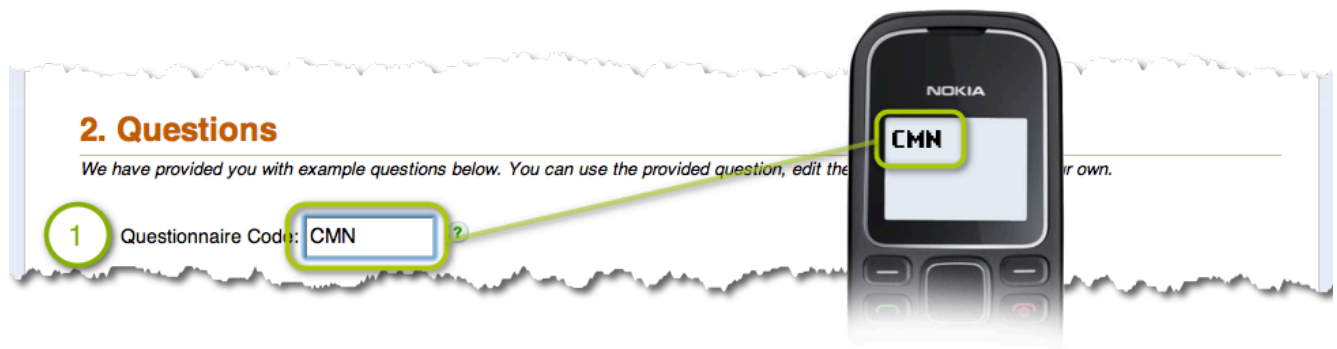 NOKIA
CMN
2. Questions
We have provided you with example questions below. You can use the provided question, edit the
r own.
1
Questionnaire Code: CMN ?